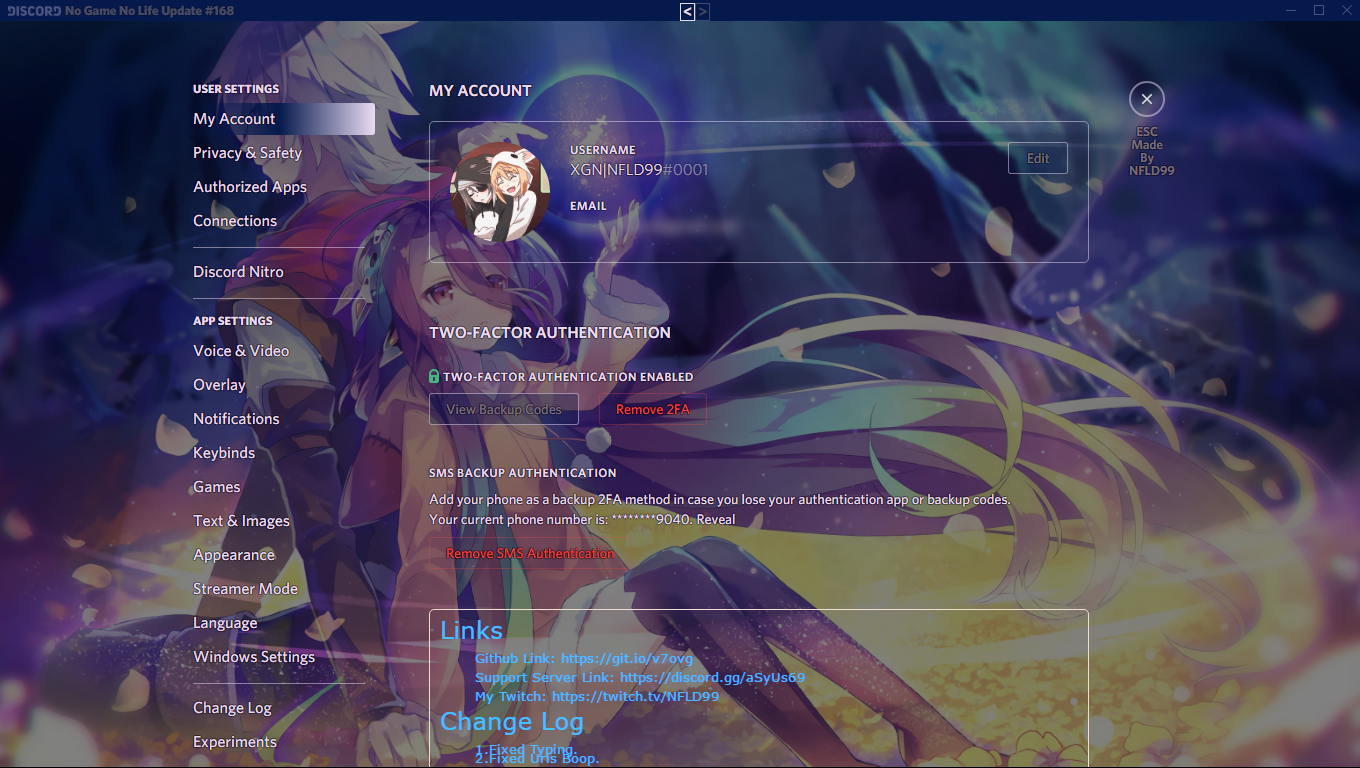 DISCORD No Game No Life Update #168
< >
USER SETTINGS
My Account
Privacy & Safety
Authorized Apps
Connections
Discord Nitro
APP SETTINGS
Voice & Video
Overlay
Notifications
Keybinds
Games
Text & Images
Appearance
Streamer Mode
Language
Windows Settings
Change Log
Experiments
MY ACCOUNT
USERNAME
XGN|NFLD99#0001
Edit
EMAIL
TWO-FACTOR AUTHENTICATION
TWO-FACTOR AUTHENTICATION ENABLED
View Backup Codes
Remove 2FA
SMS BACKUP AUTHENTICATION
Add your phone as a backup 2FA method in case you lose your authentication app or backup codes.
Your current phone number is: ********9040. Reveal
Remove SMS Authentication
Links
Github Link: https://git.io/v7ovg
Support Server Link: https://discord.gg/aSyUs69
My Twitch: https://twitch.tv/NFLD99
Change Log
1.Fixed Typing.
2.Fixed Urls Boop.
ESC
Made
By
NFLD99